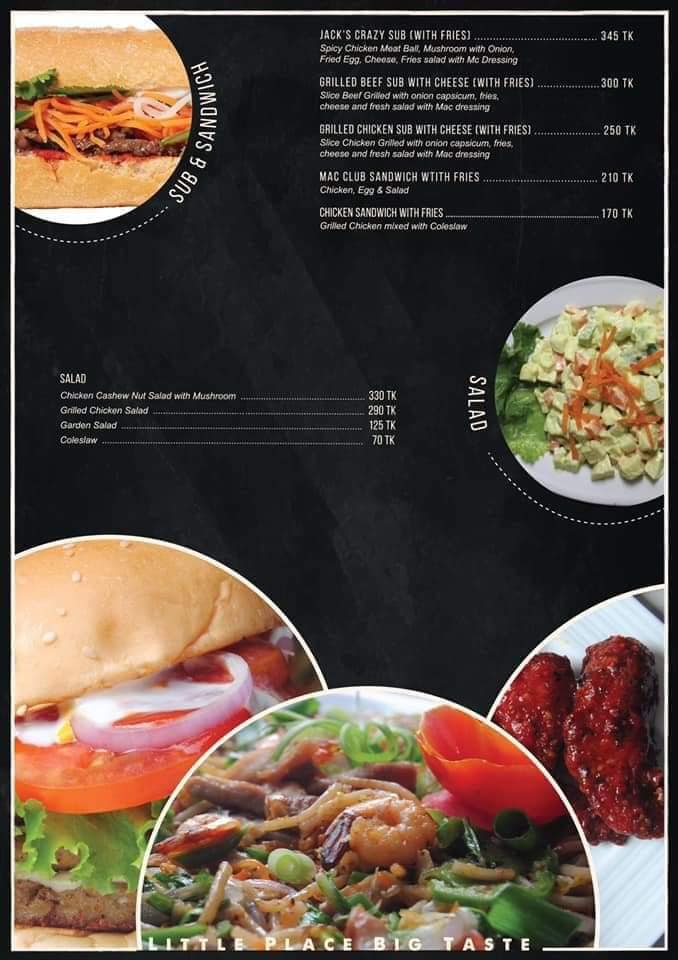 JACK'S CRAZY SUB (WITH FRIES) ........................................ 345 TK
Spicy Chicken Meat Ball, Mushroom with Onion,
Fried Egg, Cheese, Fries salad with Mc Dressing
GRILLED BEEF SUB WITH CHEESE (WITH FRIES) .................... 300 TK
Slice Beef Grilled with onion capsicum, fries,
cheese and fresh salad with Mac dressing
GRILLED CHICKEN SUB WITH CHEESE (WITH FRIES) ...................... 250 TK
Slice Chicken Grilled with onion capsicum, fries,
cheese and fresh salad with Mac dressing
MAC CLUB SANDWICH WTITH FRIES ...................................... 210 TK
Chicken, Egg & Salad
CHICKEN SANDWICH WITH FRIES .................................................. 170 TK
Grilled Chicken mixed with Coleslaw
SUB & SANDWICH
SALAD
Chicken Cashew Nut Salad with Mushroom .......................................... 330 TK
Grilled Chicken Salad ...................................................................... 290 TK
Garden Salad ................................................................................ 125 TK
Coleslaw ........................................................................................ 70 TK
SALAD
LITTLE PLACE BIG TASTE